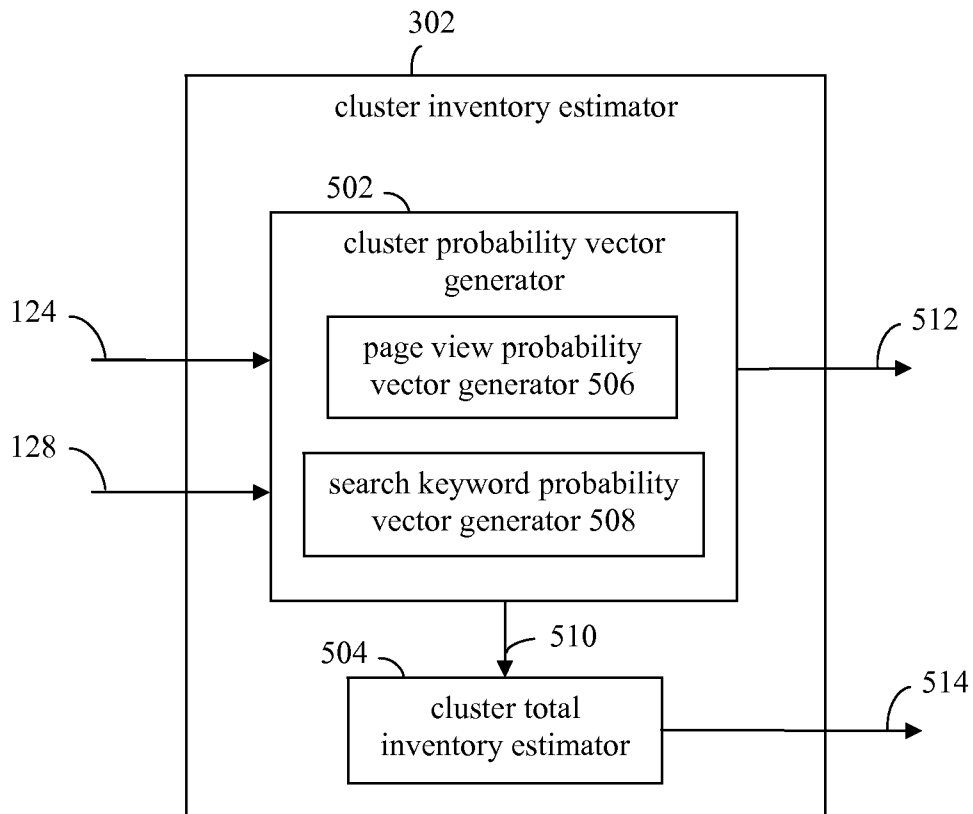 302
cluster inventory estimator
502
cluster probability vector
generator
124
512
page view probability
vector generator 506
128
search keyword probability
vector generator 508
510
504
514
cluster total
inventory estimator